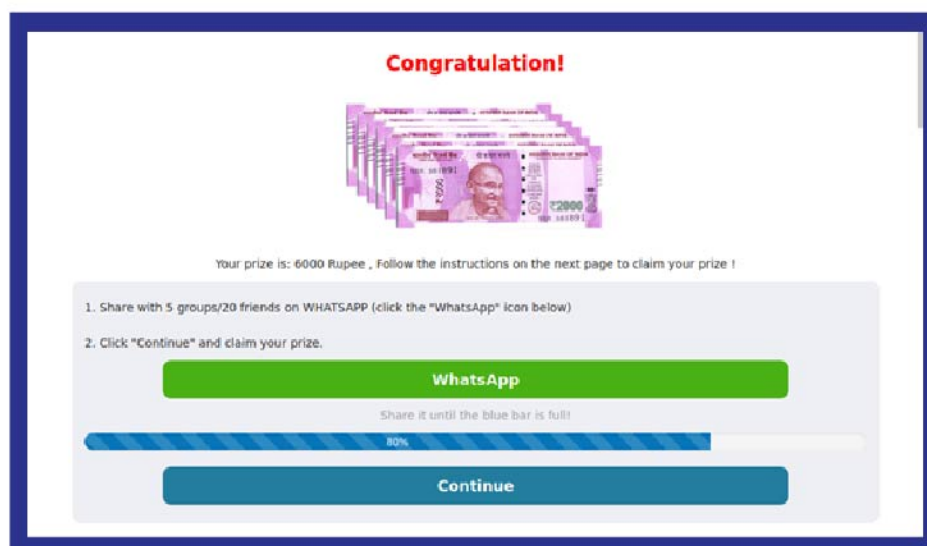 Congratulation!
₹2000
Your prize is: 6000 Rupee , Follow the instructions on the next page to claim your prize !
1. Share with 5 groups/20 friends on WHATSAPP (click the "WhatsApp" icon below)
2. Click "Continue" and claim your prize.
WhatsApp
Share it until the blue bar is full!
80%
Continue